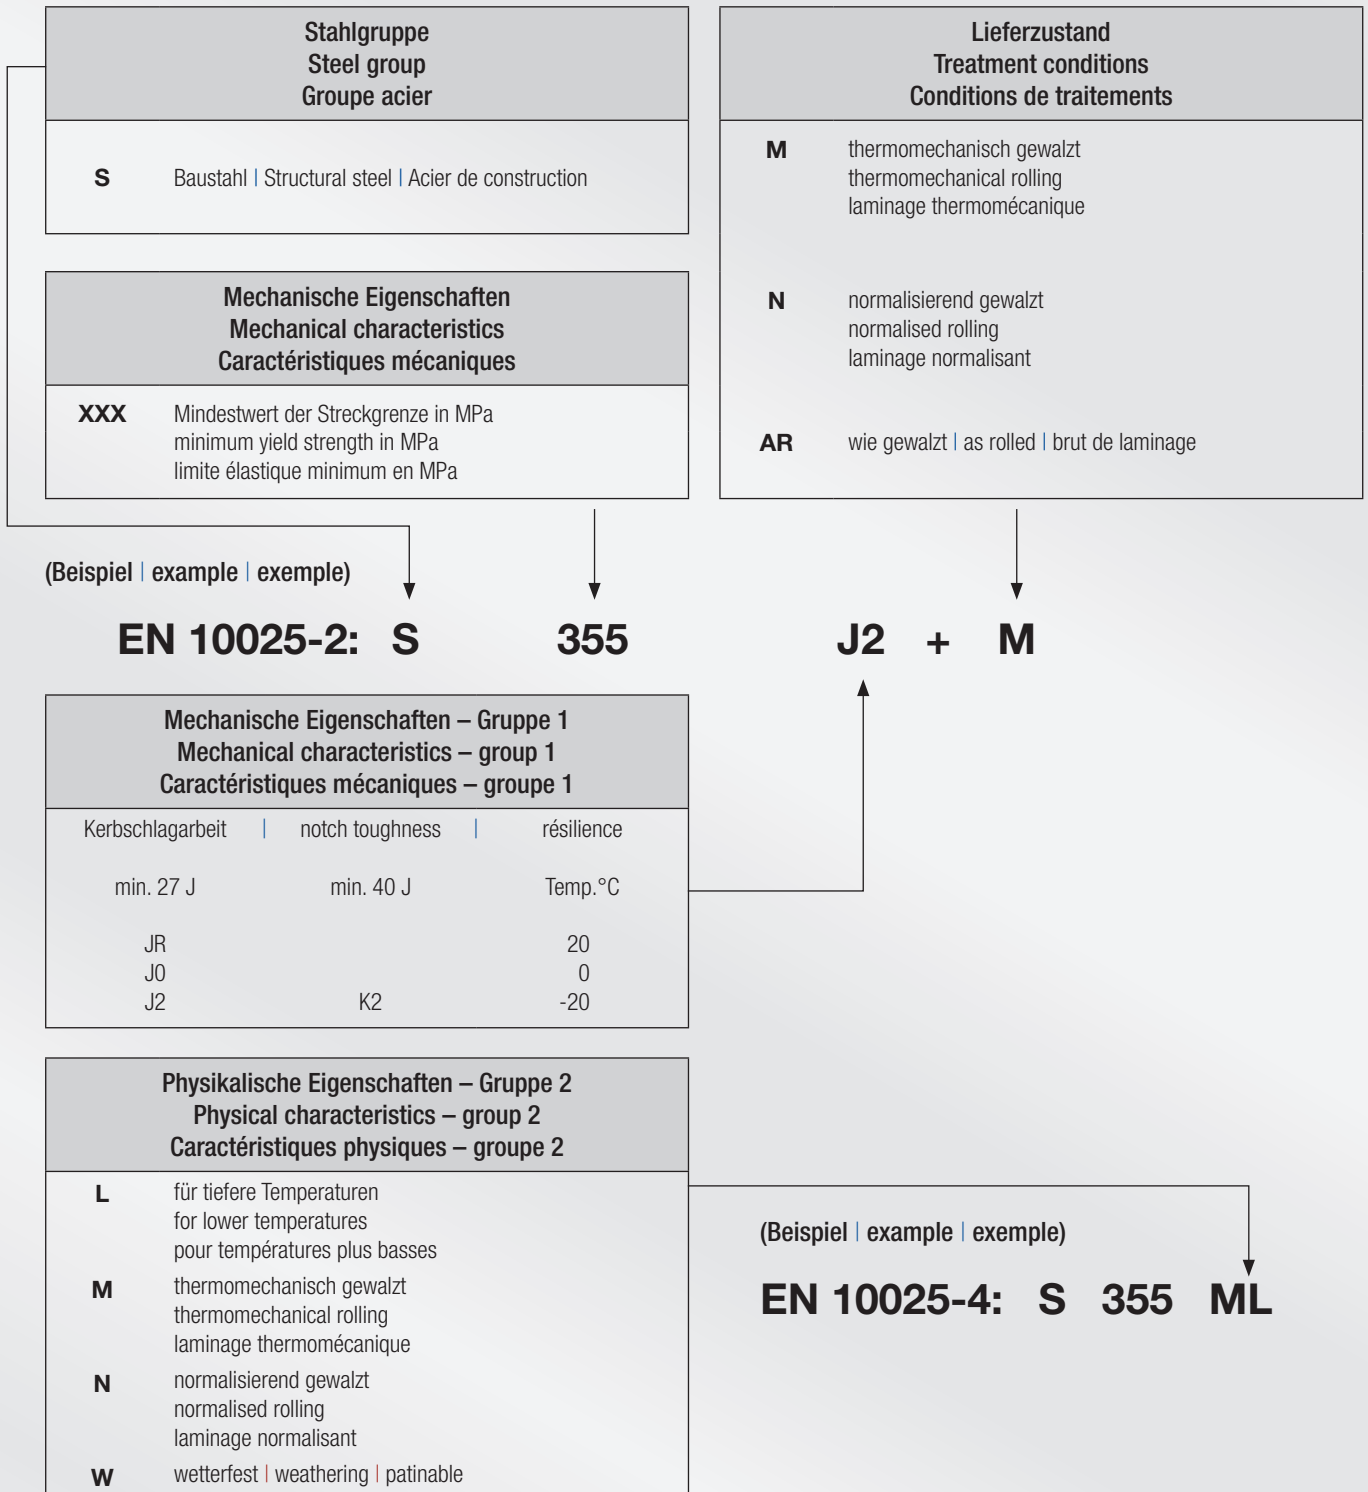 Stahlgruppe
Steel group
Groupe acier
S Baustahl | Structural steel | Acier de construction
Mechanische Eigenschaften
Mechanical characteristics
Caractéristiques mécaniques
XXX Mindestwert der Streckgrenze in MPa
minimum yield strength in MPa
limite élastique minimum en MPa
Lieferzustand
Treatment conditions
Conditions de traitements
M thermomechanisch gewalzt
thermomechanical rolling
laminage thermomécanique
N normalisierend gewalzt
normalised rolling
laminage normalisant
AR wie gewalzt | as rolled | brut de laminage
(Beispiel | example | exemple)
EN 10025-2: S 355 J2 + M
Mechanische Eigenschaften – Gruppe 1
Mechanical characteristics – group 1
Caractéristiques mécaniques – groupe 1
Kerbschlagarbeit | notch toughness | résilience
min. 27 J min. 40 J Temp.°C
JR 20
J0 0
J2 K2 -20
Physikalische Eigenschaften – Gruppe 2
Physical characteristics – group 2
Caractéristiques physiques – groupe 2
L für tiefere Temperaturen
for lower temperatures
pour températures plus basses
M thermomechanisch gewalzt
thermomechanical rolling
laminage thermomécanique
N normalisierend gewalzt
normalised rolling
laminage normalisant
W wetterfest | weathering | patinable
(Beispiel | example | exemple)
EN 10025-4: S 355 ML